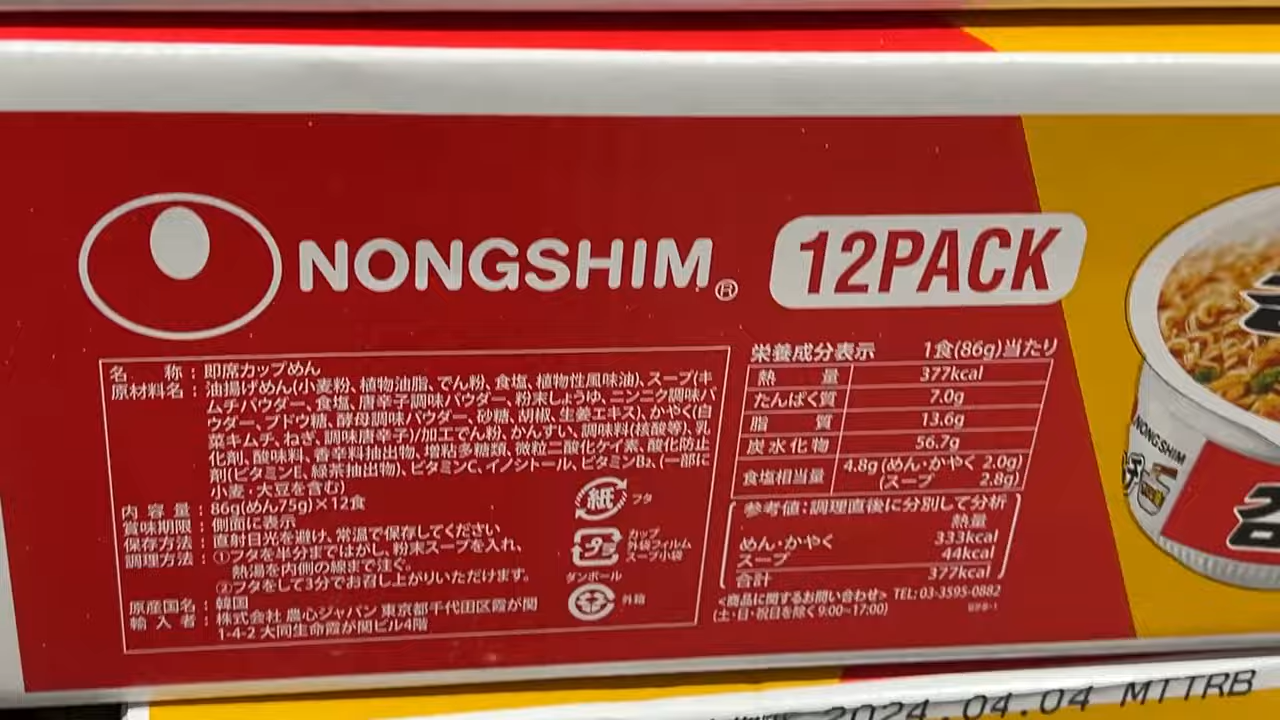 NONGSHIM®
12PACK
名称：即席カップめん
原材料名：油揚げめん(小麦粉、植物油脂、でん粉、食塩、植物性風味油)、スープ(キ
ムチパウダー、食塩、唐辛子調味パウダー、粉末しょうゆ、ニンニク調味パ
ウダー、ブドウ糖、酵母調味パウダー、砂糖、胡椒、生姜エキス)、かやく(白
菜キムチ、ねぎ、調味唐辛子)/加工でん粉、かんすい、調味料(核酸等)、乳
化剤、酸味料、香辛料抽出物、増粘多糖類、微粒二酸化ケイ素、酸化防止
剤(ビタミンE、緑茶抽出物)、ビタミンC、イノシトール、ビタミンB2、(一部に
小麦・大豆を含む)
内容量：86g(めん75g)×12食
賞味期限：側面に表示
保存方法：直射日光を避け、常温で保存してください
調理方法：①フタを半分まではがし、粉末スープを入れ、
熱湯を内側の線まで注ぐ。
②フタをして3分でお召し上がりいただけます。
原産国名：韓国
輸入者：株式会社 農心ジャパン 東京都千代田区霞が関
1-4-2 大同生命霞が関ビル4階
紙 フタ
プラ カップ
外袋フィルム
スープ小袋
ダンボール
外箱
栄養成分表示 1食(86g)当たり
熱量 377kcal
たんぱく質 7.0g
脂質 13.6g
炭水化物 56.7g
食塩相当量 4.8g (めん・かやく 2.0g)
(スープ 2.8g)
参考値：調理直後に分別して分析
熱量
めん・かやく 333kcal
スープ 44kcal
合計 377kcal
<商品に関するお問い合わせ> TEL: 03-3595-0882
(土・日・祝日を除く9:00~17:00)
NONGSHIM
2024.04.04 MTTRB